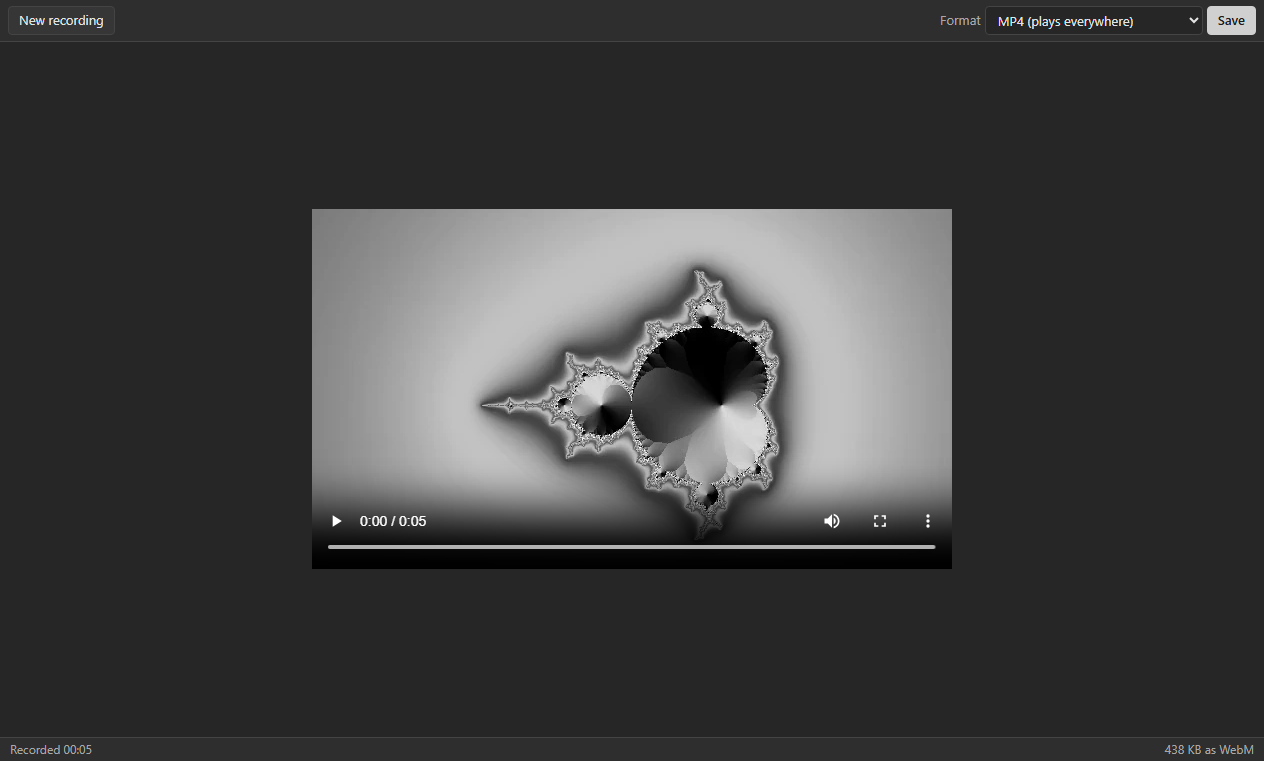 New recording
Format MP4 (plays everywhere) Save
0:00 / 0:05
Recorded 00:05
438 KB as WebM